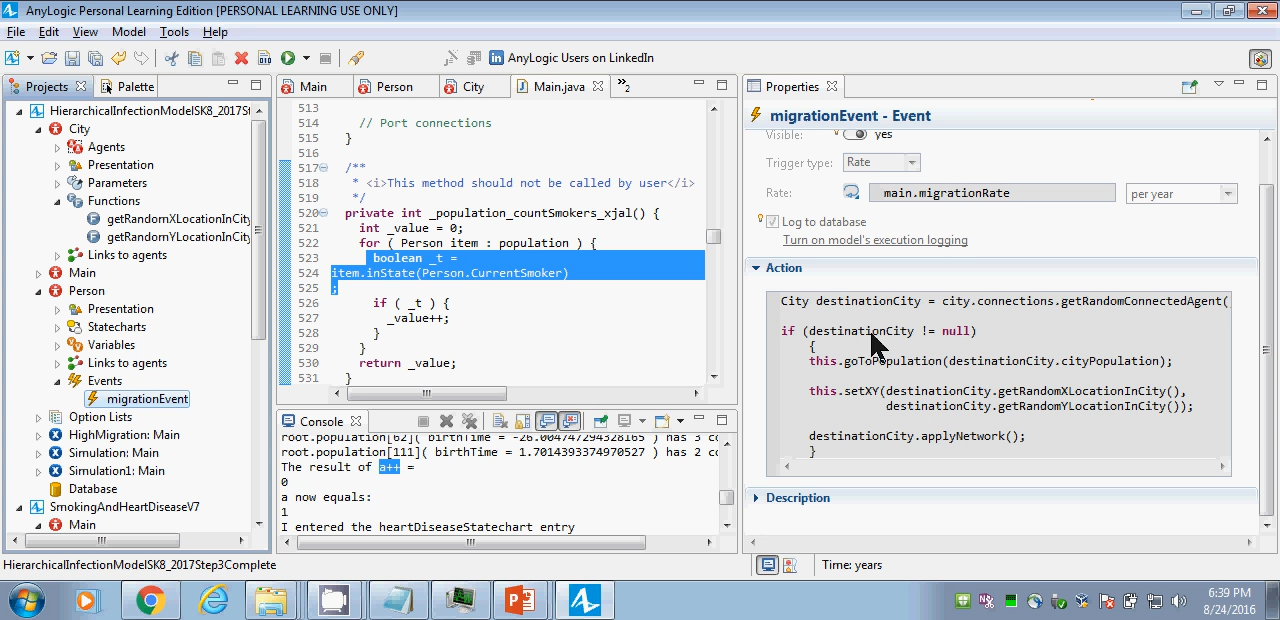 AnyLogic Personal Learning Edition [PERSONAL LEARNING USE ONLY]
File Edit View Model Tools Help
AnyLogic Users on LinkedIn
Projects Palette
HierarchicalInfectionModelSK8_2017St
City
Agents
Presentation
Parameters
Functions
getRandomXLocationInCity
getRandomYLocationInCity
Links to agents
Main
Person
Presentation
Statecharts
Variables
Links to agents
Events
migrationEvent
Option Lists
HighMigration: Main
Simulation: Main
Simulation1: Main
Database
SmokingAndHeartDiseaseV7
Main
Main Person City Main.java »2
513
514 // Port connections
515 }
516
517 /**
518 * <i>This method should not be called by user</i>
519 */
520 private int _population_countSmokers_xjal() {
521 int _value = 0;
522 for ( Person item : population ) {
523 boolean _t =
524 item.inState(Person.CurrentSmoker)
525 ;
526 if ( _t ) {
527 _value++;
528 }
529 }
530 return _value;
531 }
Console
root.population[62]( birthTime = -26.004747294328165 ) has 3 co
root.population[111]( birthTime = 1.7014393374970527 ) has 2 co
The result of a++ =
0
a now equals:
1
I entered the heartDiseaseStatechart entry
Properties
migrationEvent - Event
Visible: yes
Trigger type: Rate
Rate: main.migrationRate per year
Log to database
Turn on model's execution logging
Action
City destinationCity = city.connections.getRandomConnectedAgent(
if (destinationCity != null)
{
this.goToPopulation(destinationCity.cityPopulation);
this.setXY(destinationCity.getRandomXLocationInCity(),
destinationCity.getRandomYLocationInCity());
destinationCity.applyNetwork();
}
Description
HierarchicalInfectionModelSK8_2017Step3Complete
Time: years
6:39 PM
8/24/2016